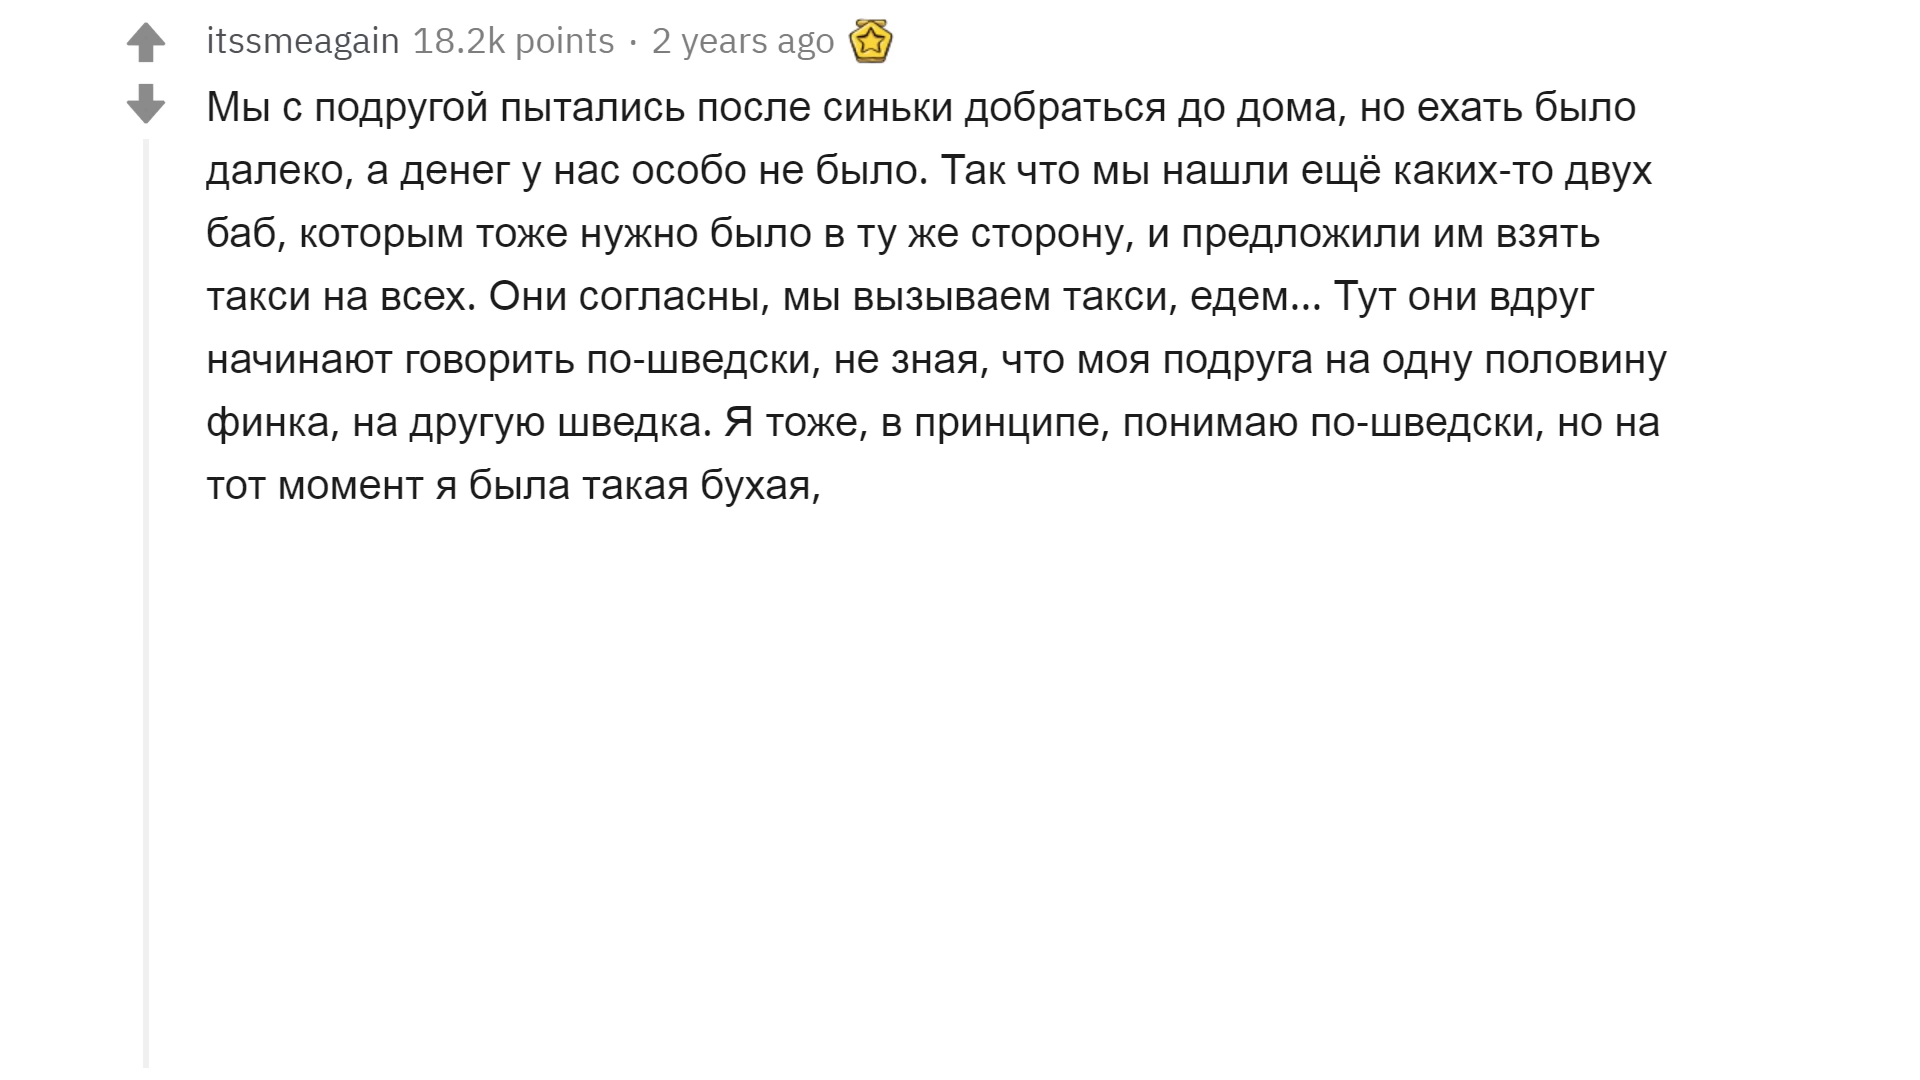 itssmeagain 18.2k points · 2 years ago
Мы с подругой пытались после синьки добраться до дома, но ехать было
далеко, а денег у нас особо не было. Так что мы нашли ещё каких-то двух
баб, которым тоже нужно было в ту же сторону, и предложили им взять
такси на всех. Они согласны, мы вызываем такси, едем... Тут они вдруг
начинают говорить по-шведски, не зная, что моя подруга на одну половину
финка, на другую шведка. Я тоже, в принципе, понимаю по-шведски, но на
тот момент я была такая бухая,